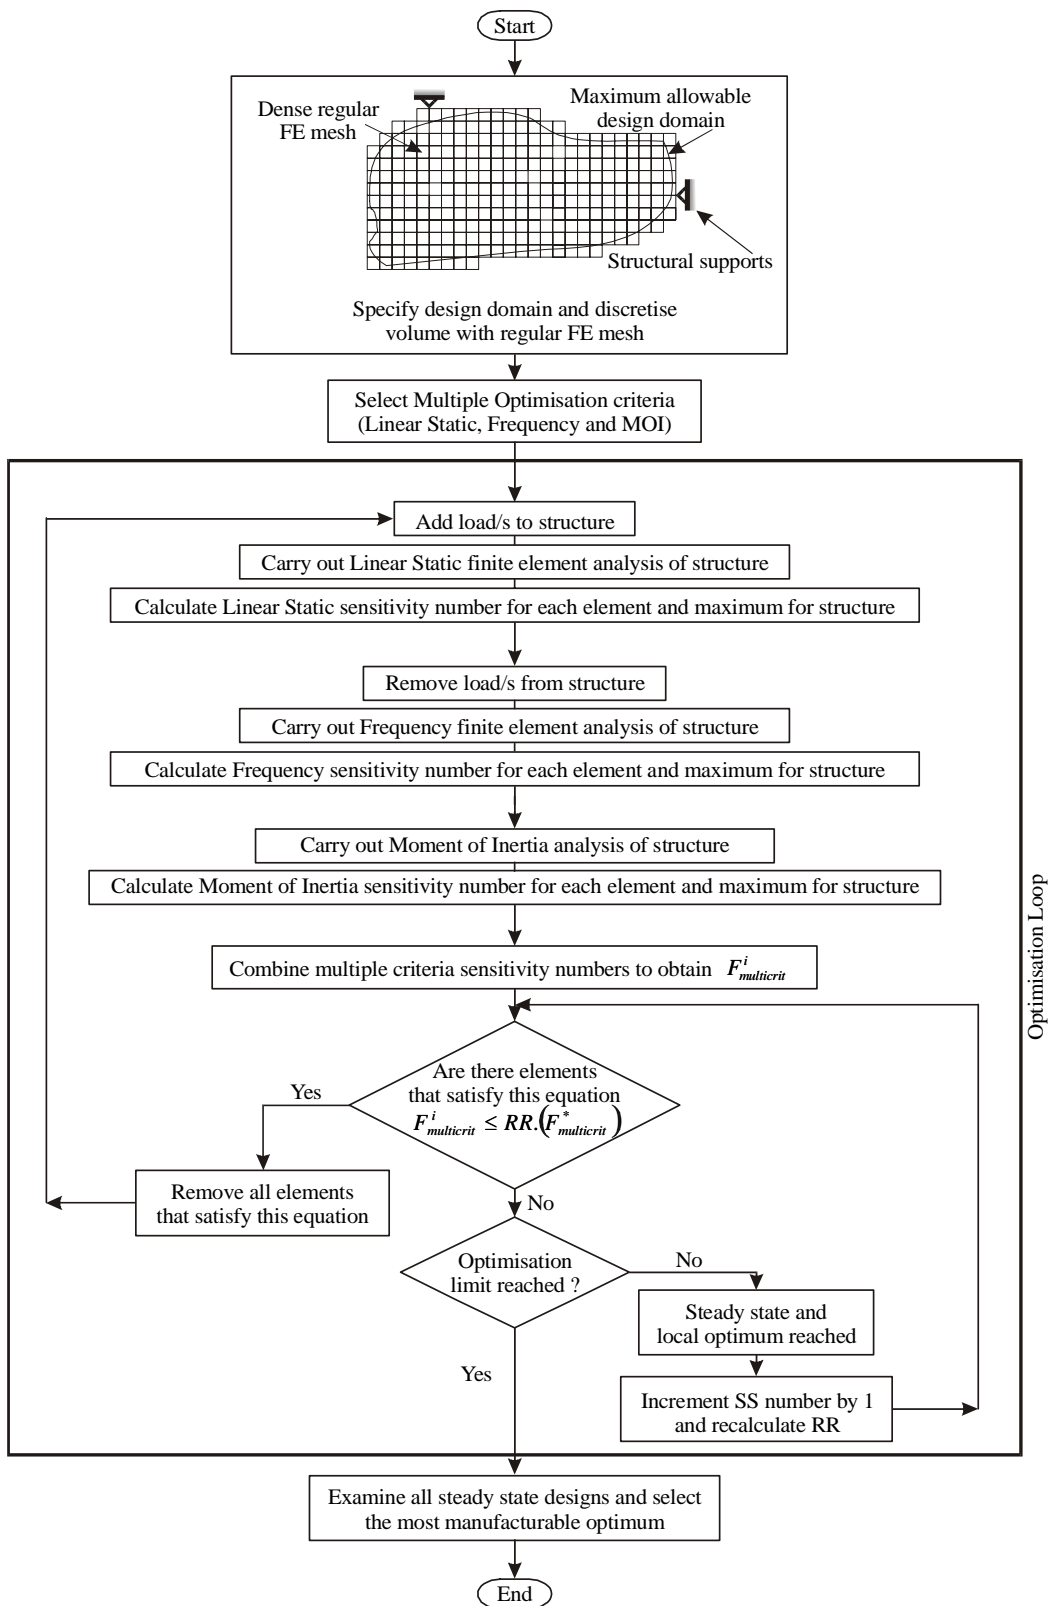 Start
Dense regular
FE mesh
Maximum allowable
design domain
Structural supports
Specify design domain and discretise
volume with regular FE mesh
Select Multiple Optimisation criteria
(Linear Static, Frequency and MOI)
Add load/s to structure
Carry out Linear Static finite element analysis of structure
Calculate Linear Static sensitivity number for each element and maximum for structure
Remove load/s from structure
Carry out Frequency finite element analysis of structure
Calculate Frequency sensitivity number for each element and maximum for structure
Carry out Moment of Inertia analysis of structure
Calculate Moment of Inertia sensitivity number for each element and maximum for structure
Combine multiple criteria sensitivity numbers to obtain $F^{i}_{multicrit}$
Optimisation Loop
Are there elements
that satisfy this equation
$F^{i}_{multicrit} \leq RR.(F^{*}_{multicrit})$
Yes
Remove all elements
that satisfy this equation
No
Optimisation
limit reached ?
No
Steady state and
local optimum reached
Yes
Increment SS number by 1
and recalculate RR
Examine all steady state designs and select
the most manufacturable optimum
End